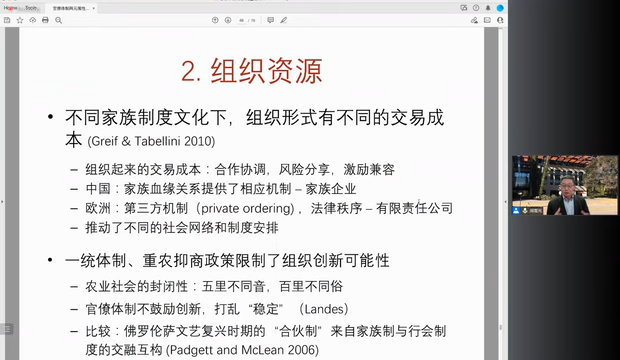 官僚体制两元属性...
2. 组织资源
• 不同家族制度文化下，组织形式有不同的交易成
本 (Greif & Tabellini 2010)
– 组织起来的交易成本：合作协调，风险分享，激励兼容
– 中国：家族血缘关系提供了相应机制 – 家族企业
– 欧洲：第三方机制（private ordering），法律秩序 – 有限责任公司
– 推动了不同的社会网络和制度安排
• 一统体制、重农抑商政策限制了组织创新可能性
– 农业社会的封闭性：五里不同音，百里不同俗
– 官僚体制不鼓励创新，打乱“稳定”（Landes）
– 比较：佛罗伦萨文艺复兴时期的“合伙制”来自家族制与行会制
度的交融互构 (Padgett and McLean 2006)